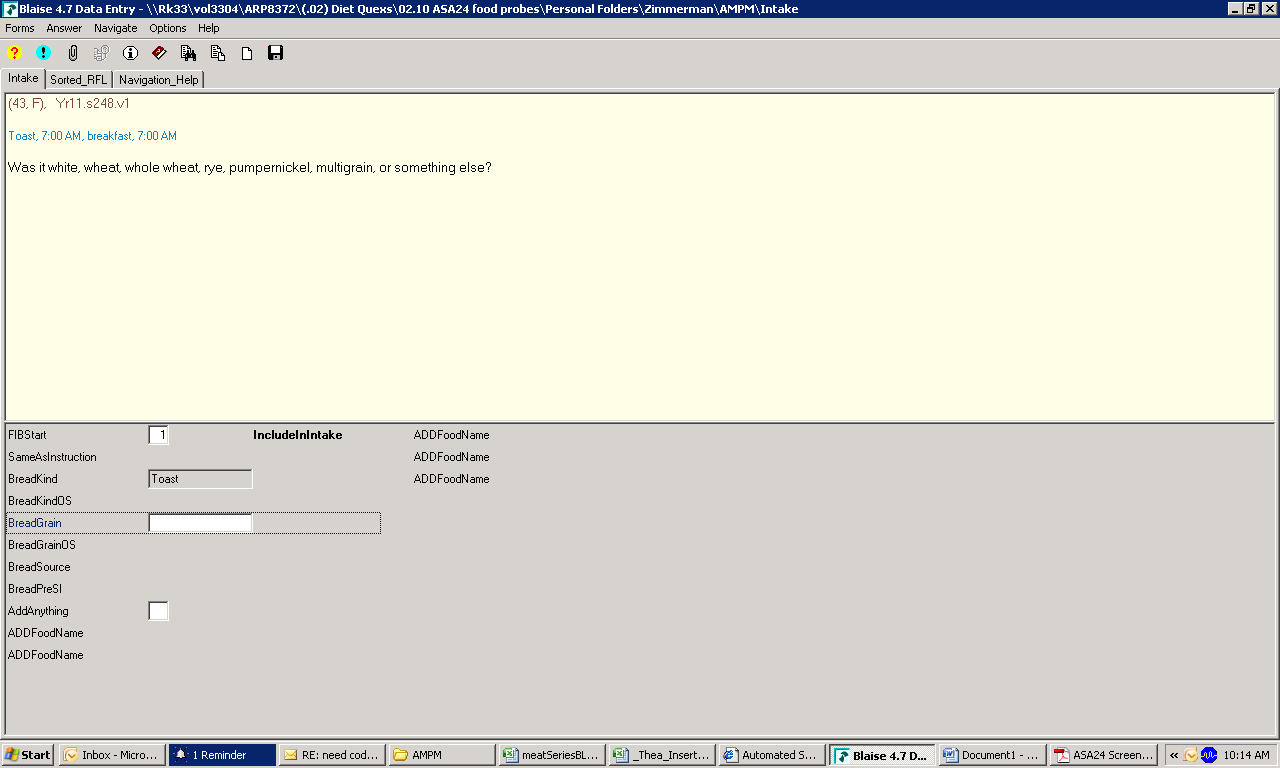 Blaise 4.7 Data Entry - \\Rk33\vol3304\ARP8372\(.02) Diet Quexs\02.10 ASA24 food probes\Personal Folders\Zimmerman\AMPM\Intake
Forms Answer Navigate Options Help
Intake Sorted_RFL Navigation_Help
(43, F), Yr11.s248.v1
Toast, 7:00 AM, breakfast, 7:00 AM
Was it white, wheat, whole wheat, rye, pumpernickel, multigrain, or something else?
FIBStart 1 IncludeInIntake ADDFoodName
SameAsInstruction ADDFoodName
BreadKind Toast ADDFoodName
BreadKindOS
BreadGrain
BreadGrainOS
BreadSource
BreadPreSI
AddAnything
ADDFoodName
ADDFoodName
Start Inbox - Micro... 1 Reminder RE: need cod... AMPM meatSeriesBL... _Thea_Insert... Automated S... Blaise 4.7 D... Document1 - ... ASA24 Screen... « 10:14 AM